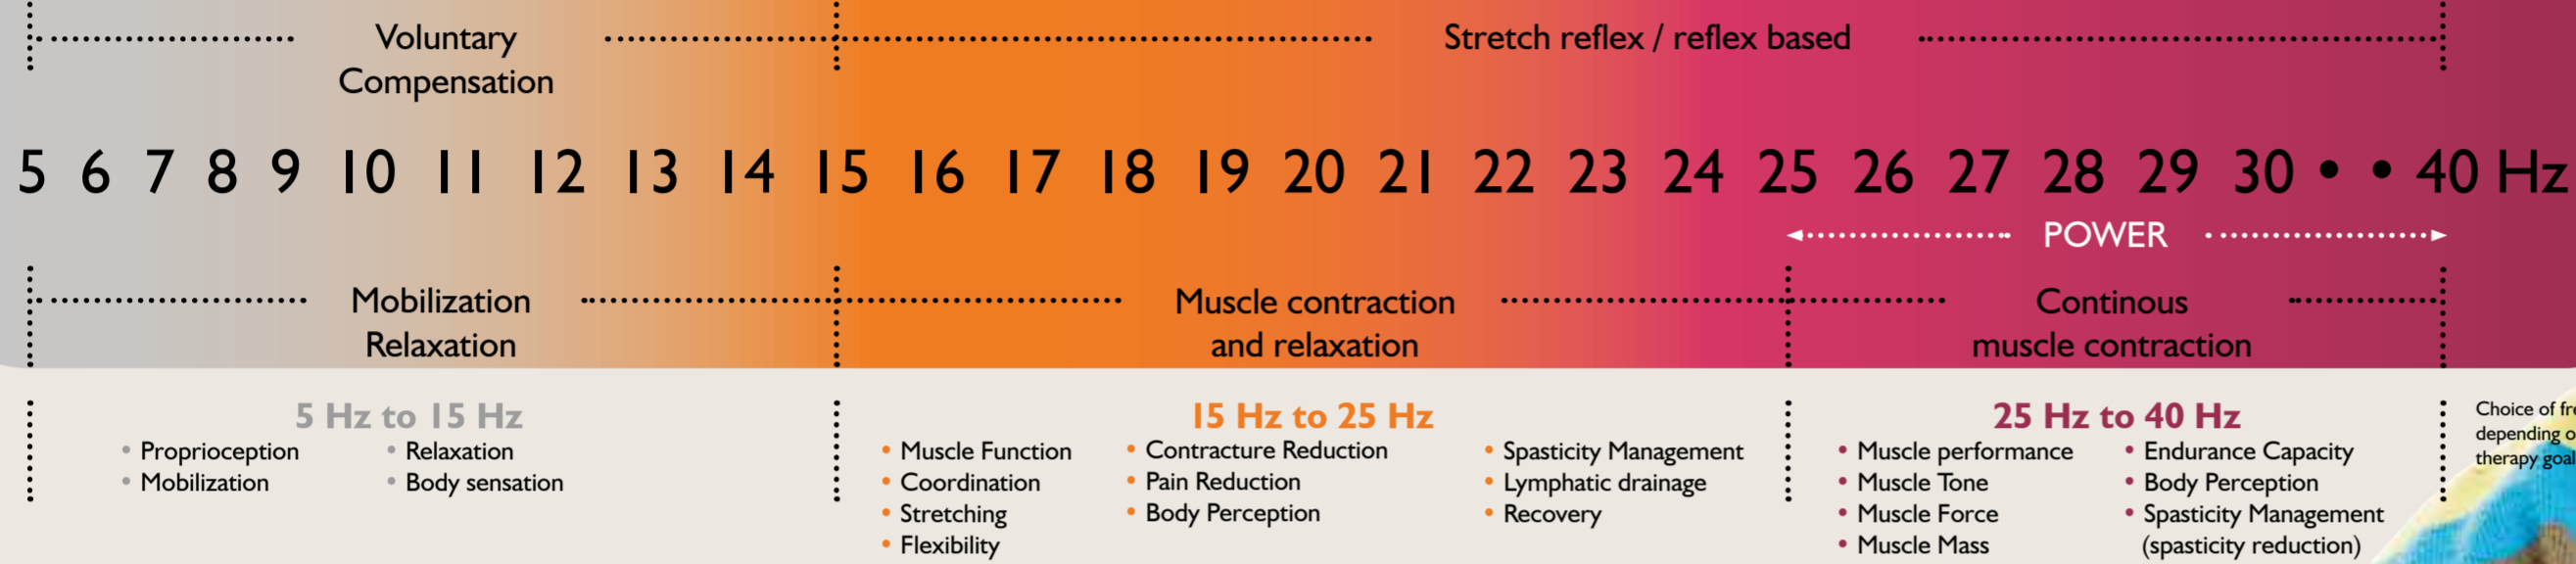 Voluntary
Compensation
Stretch reflex / reflex based
5 6 7 8 9 10 11 12 13 14 15 16 17 18 19 20 21 22 23 24 25 26 27 28 29 30 • • 40 Hz
POWER
Mobilization
Relaxation
Muscle contraction
and relaxation
Continous
muscle contraction
5 Hz to 15 Hz
• Proprioception
• Mobilization
• Relaxation
• Body sensation
15 Hz to 25 Hz
• Muscle Function
• Coordination
• Stretching
• Flexibility
• Contracture Reduction
• Pain Reduction
• Body Perception
• Spasticity Management
• Lymphatic drainage
• Recovery
25 Hz to 40 Hz
• Muscle performance
• Muscle Tone
• Muscle Force
• Muscle Mass
• Endurance Capacity
• Body Perception
• Spasticity Management
(spasticity reduction)
Choice of
depending
therapy goal